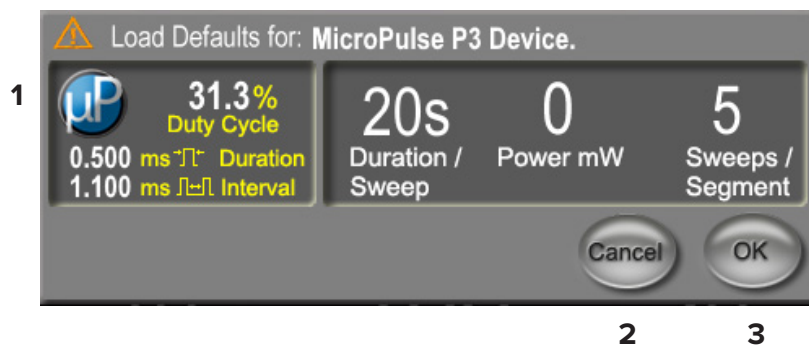 Load Defaults for: MicroPulse P3 Device.
1
µP
31.3%
Duty Cycle
0.500 ms Duration
1.100 ms Interval
20s
Duration /
Sweep
0
Power mW
5
Sweeps /
Segment
Cancel
OK
2
3